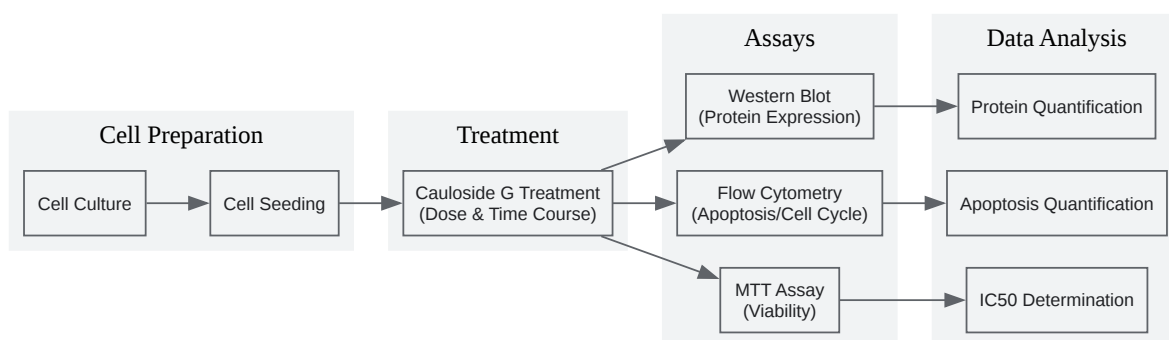 Cell Preparation
Cell Culture
Cell Seeding
Treatment
Cauloside G Treatment
(Dose & Time Course)
Assays
Western Blot
(Protein Expression)
Flow Cytometry
(Apoptosis/Cell Cycle)
MTT Assay
(Viability)
Data Analysis
Protein Quantification
Apoptosis Quantification
IC50 Determination